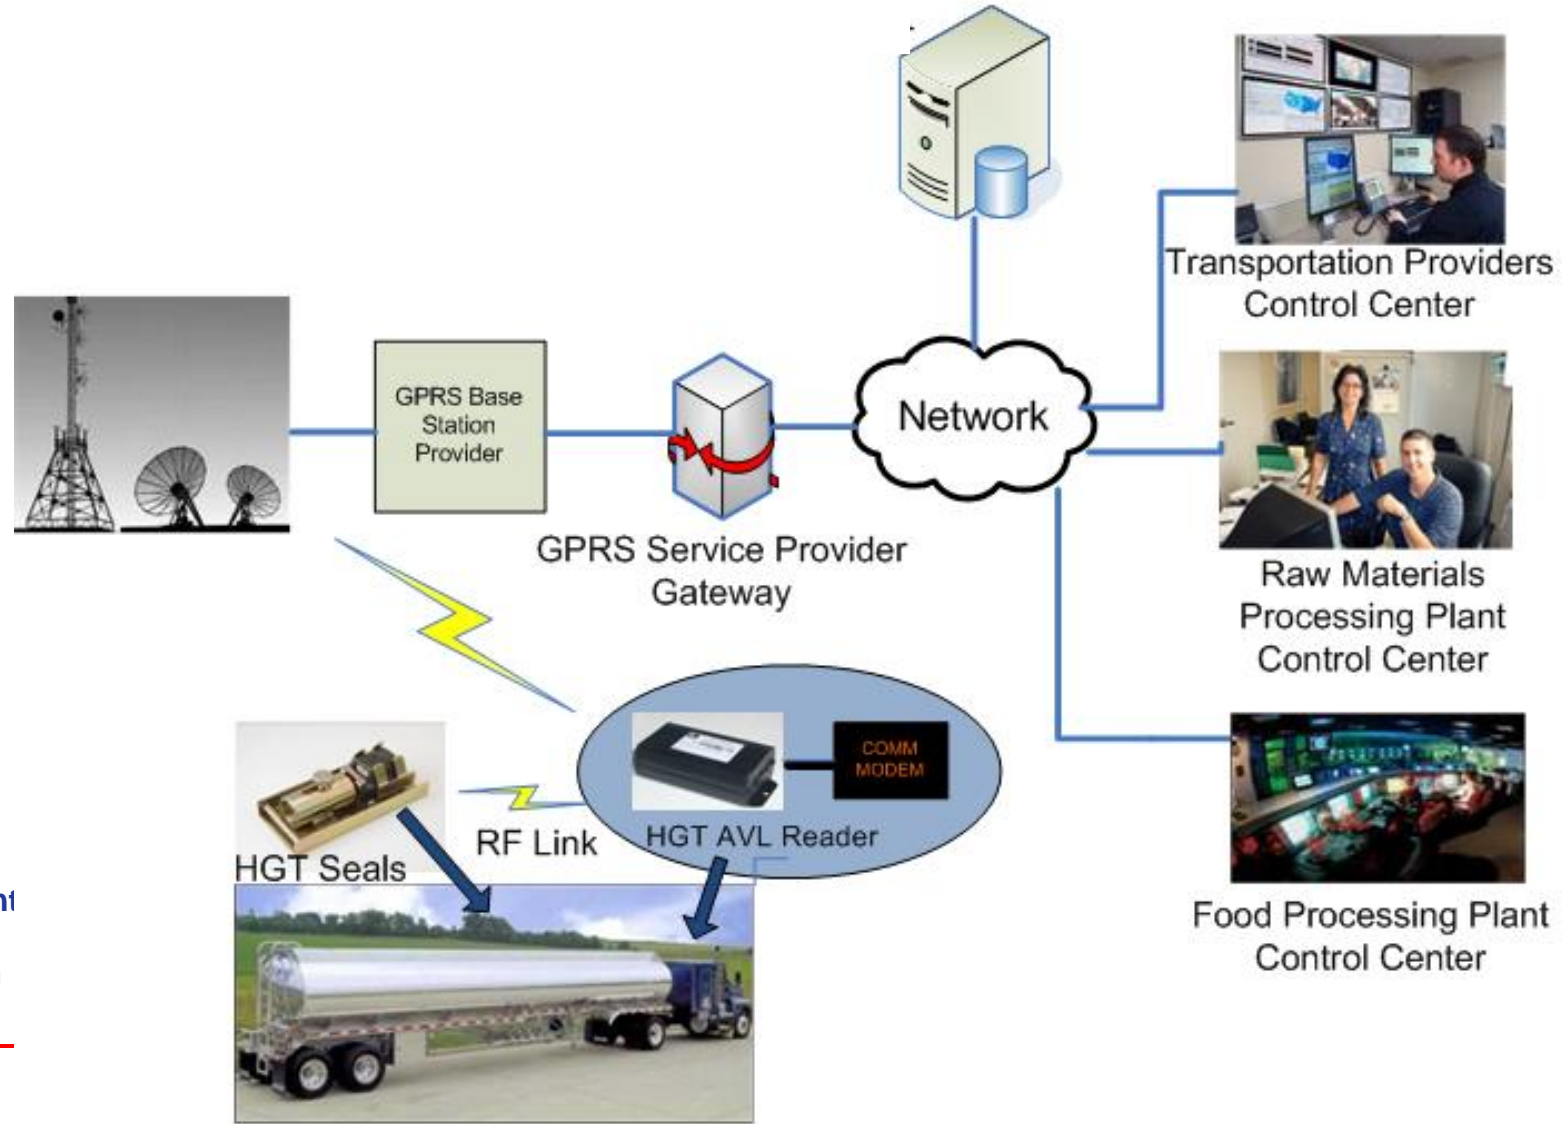 Transportation Providers
Control Center
GPRS Base
Station
Provider
Network
GPRS Service Provider
Gateway
Raw Materials
Processing Plant
Control Center
COMM
MODEM
RF Link
HGT AVL Reader
HGT Seals
Food Processing Plant
Control Center